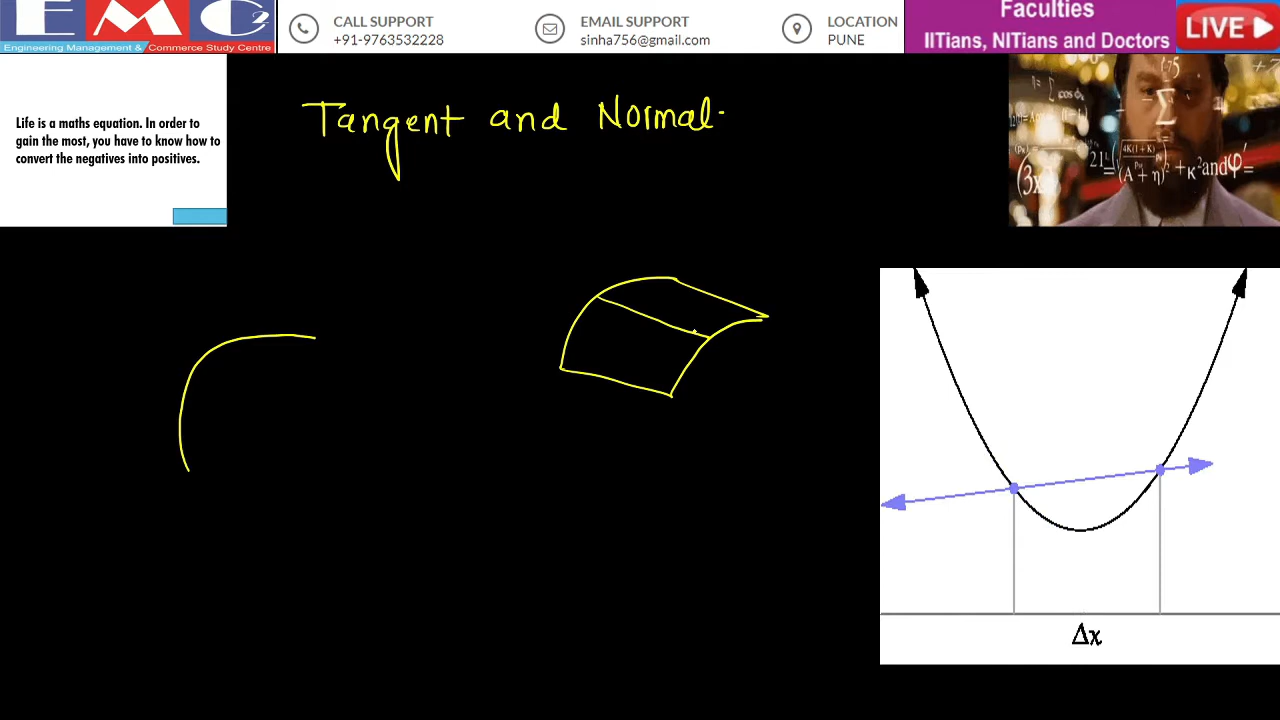 EMC²
Engineering Management & Commerce Study Centre
CALL SUPPORT
+91-9763532228
EMAIL SUPPORT
sinha756@gmail.com
LOCATION
PUNE
Faculties
IITians, NITians and Doctors
LIVE
Life is a maths equation. In order to
gain the most, you have to know how to
convert the negatives into positives.
Tangent and Normal
Δx